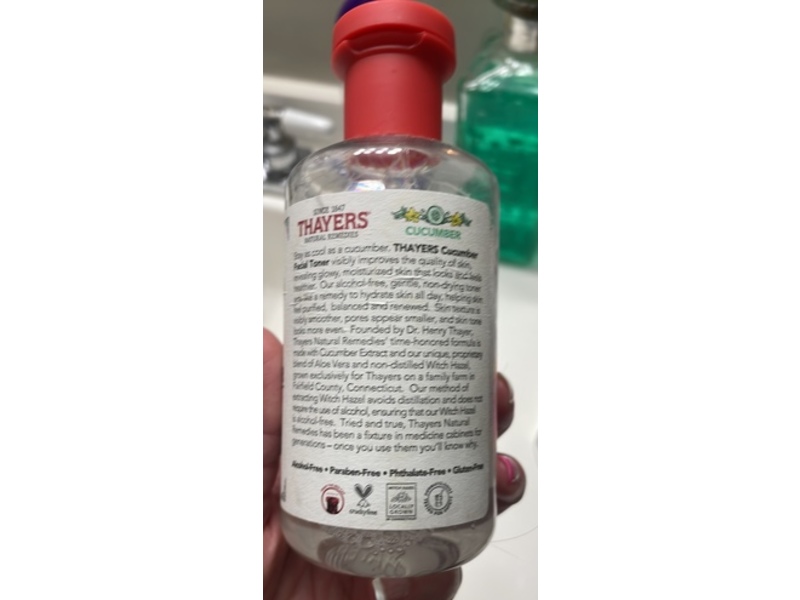 SINCE 1847
THAYERS
NATURAL REMEDIES
CUCUMBER
Stay as cool as a cucumber. THAYERS Cucumber
Facial Toner visibly improves the quality of skin,
revealing glowy, moisturized skin that looks and feels
healthier. Our alcohol-free, gentle, non-drying toner
acts like a remedy to hydrate skin all day, helping skin
feel purified, balanced and renewed. Skin texture is
visibly smoother, pores appear smaller, and skin tone
looks more even. Founded by Dr. Henry Thayer,
Thayers Natural Remedies' time-honored formula is
made with Cucumber Extract and our unique, proprietary
blend of Aloe Vera and non-distilled Witch Hazel,
grown exclusively for Thayers on a family farm in
Fairfield County, Connecticut. Our method of
extracting Witch Hazel avoids distillation and does not
require the use of alcohol, ensuring that our Witch Hazel
is alcohol-free. Tried and true, Thayers Natural
Remedies has been a fixture in medicine cabinets for
generations – once you use them you'll know why.
Alcohol-Free • Paraben-Free • Phthalate-Free • Gluten-Free
crueltyfree
LOCALLY
GROWN